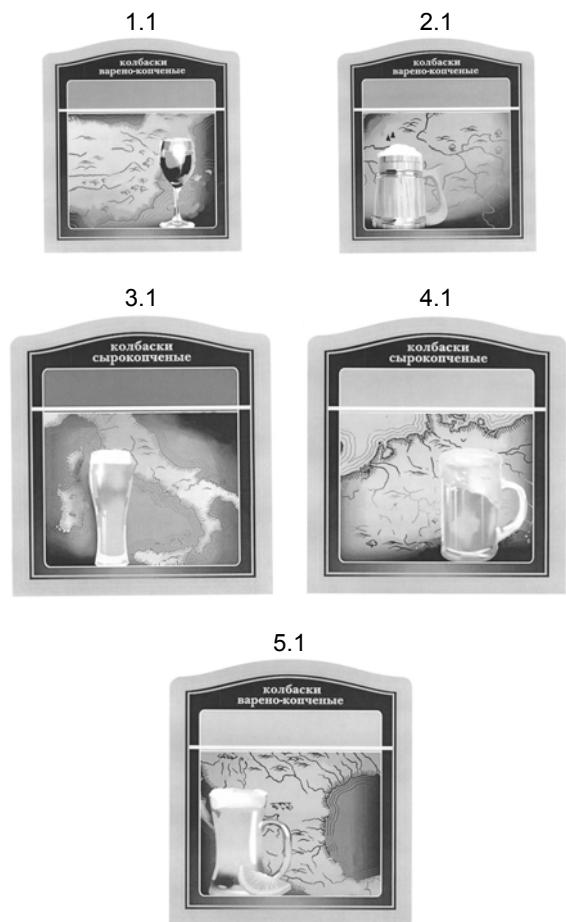 1.1
2.1
колбаски
варено-копченые
колбаски
варено-копченые
3.1
4.1
колбаски
сырокопченые
колбаски
сырокопченые
5.1
колбаски
варено-копченые